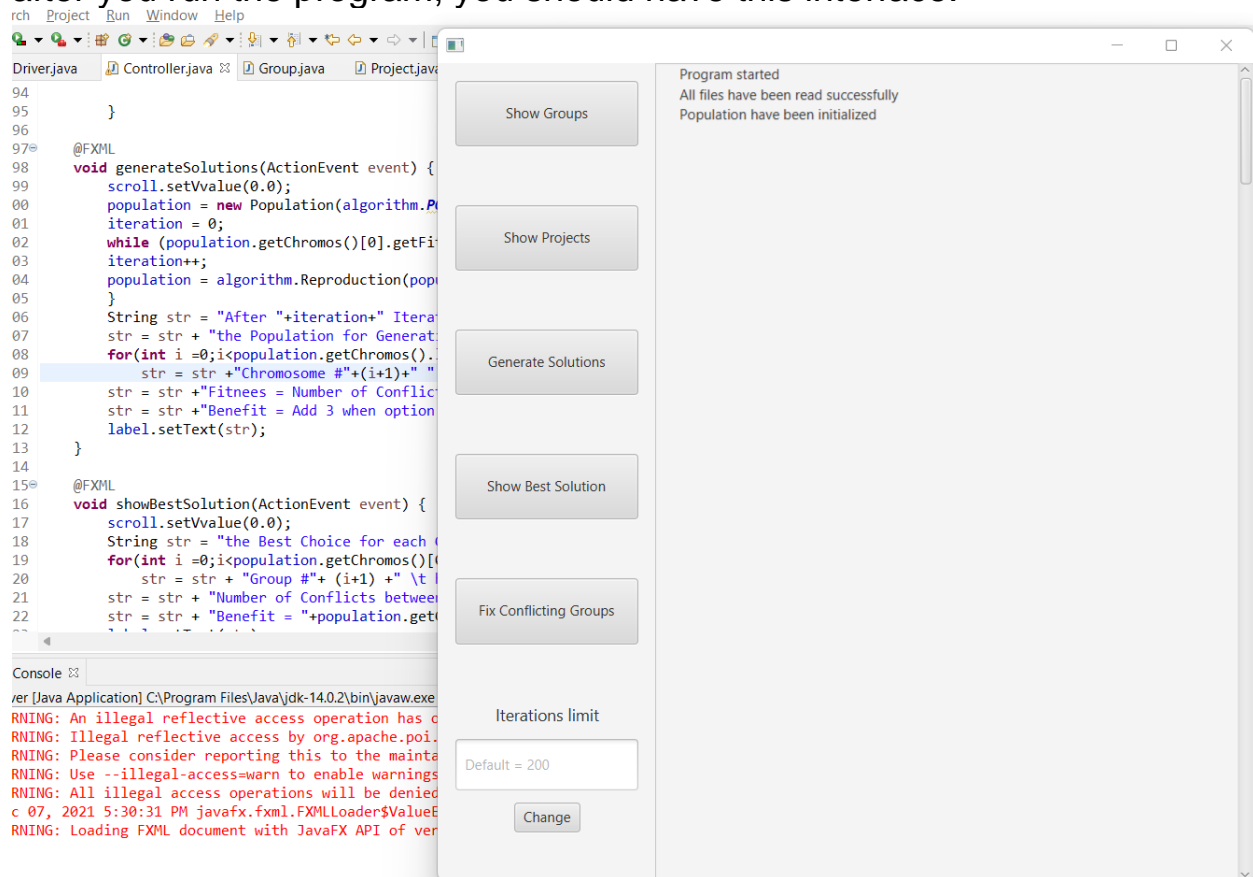 after you run the program, you should have this interface:
rch Project Run Window Help
Driver.java Controller.java Group.java Project.java
94
95 }
96
97 @FXML
98 void generateSolutions(ActionEvent event) {
99 scroll.setVvalue(0.0);
00 population = new Population(algorithm.
01 iteration = 0;
02 while (population.getChromos()[0].getFi
03 iteration++;
04 population = algorithm.Reproduction(pop
05 }
06 String str = "After "+iteration+" Itera
07 str = str + "the Population for Generat
08 for(int i =0;i<population.getChromos().
09 str = str +"Chromosome #"+(i+1)+" "
10 str = str +"Fitnees = Number of Conflic
11 str = str +"Benefit = Add 3 when option
12 label.setText(str);
13 }
14
15 @FXML
16 void showBestSolution(ActionEvent event) {
17 scroll.setVvalue(0.0);
18 String str = "the Best Choice for each
19 for(int i =0;i<population.getChromos()[
20 str = str + "Group #"+ (i+1) +" \t
21 str = str + "Number of Conflicts between
22 str = str + "Benefit = "+population.get
Console
ver [Java Application] C:\Program Files\Java\jdk-14.0.2\bin\javaw.exe
RNING: An illegal reflective access operation has
RNING: Illegal reflective access by org.apache.poi.
RNING: Please consider reporting this to the mainta
RNING: Use --illegal-access=warn to enable warnings
RNING: All illegal access operations will be denied
c 07, 2021 5:30:31 PM javafx.fxml.FXMLLoader$ValueE
RNING: Loading FXML document with JavaFX API of ver
Show Groups
Show Projects
Generate Solutions
Show Best Solution
Fix Conflicting Groups
Iterations limit
Default = 200
Change
Program started
All files have been read successfully
Population have been initialized